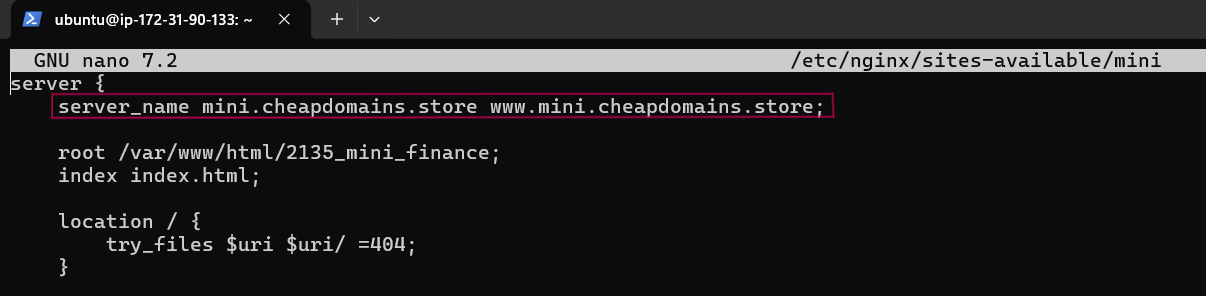 ubuntu@ip-172-31-90-133: ~
GNU nano 7.2 /etc/nginx/sites-available/mini
server {
    server_name mini.cheapdomains.store www.mini.cheapdomains.store;
    root /var/www/html/2135_mini_finance;
    index index.html;
    location / {
        try_files $uri $uri/ =404;
    }